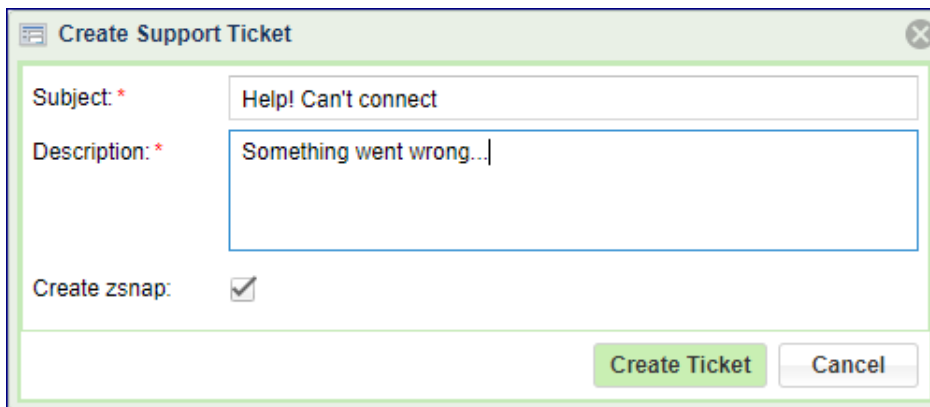 Create Support Ticket
Subject: * Help! Can't connect
Description: * Something went wrong...
Create zsnap:
Create Ticket Cancel